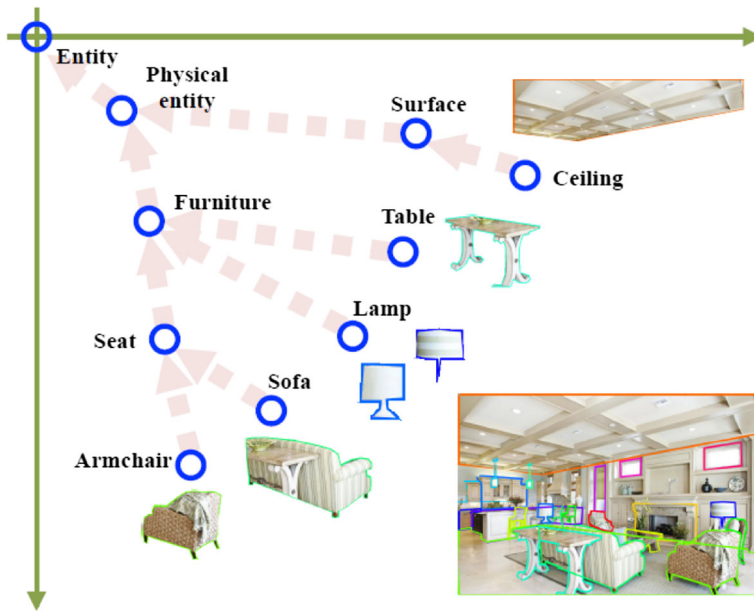 Entity
Physical
entity
Surface
Ceiling
Furniture
Table
Lamp
Seat
Sofa
Armchair